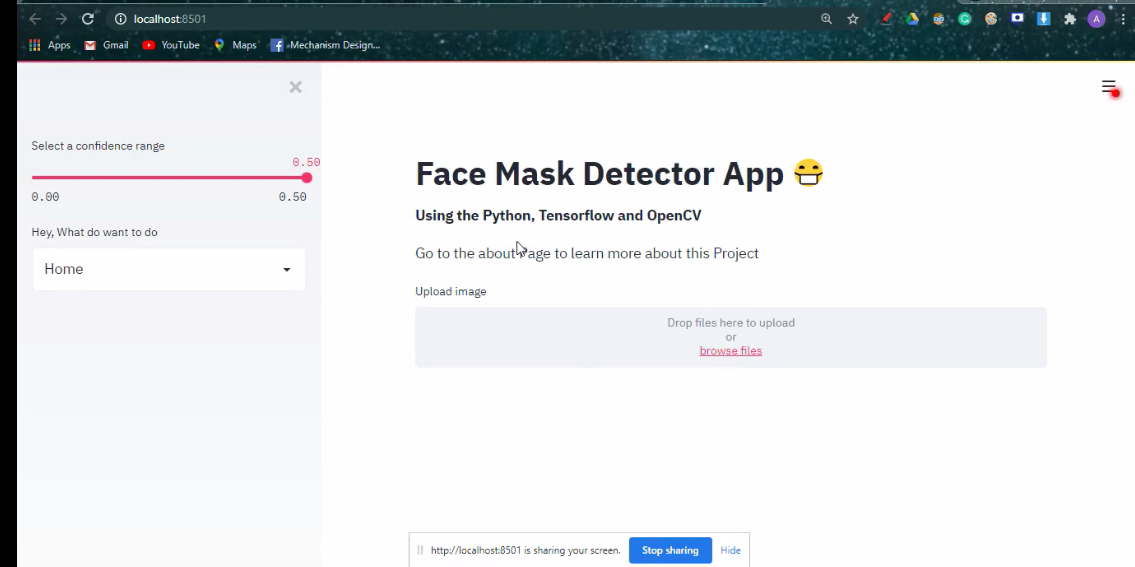 localhost:8501
Apps Gmail YouTube Maps Mechanism Design...
Select a confidence range
0.50
0.00 0.50
Hey, What do want to do
Home
Face Mask Detector App
Using the Python, Tensorflow and OpenCV
Go to the about Page to learn more about this Project
Upload image
Drop files here to upload
or
browse files
http://localhost:8501 is sharing your screen. Stop sharing Hide
A